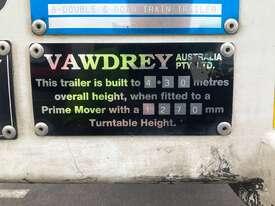 A-DOUBLE & ROAD TRAIN TRAILER
VAWDREY AUSTRALIA PTY. LTD.
This trailer is built to 4·30 metres
overall height, when fitted to a
Prime Mover with a 1270 mm
Turntable Height.